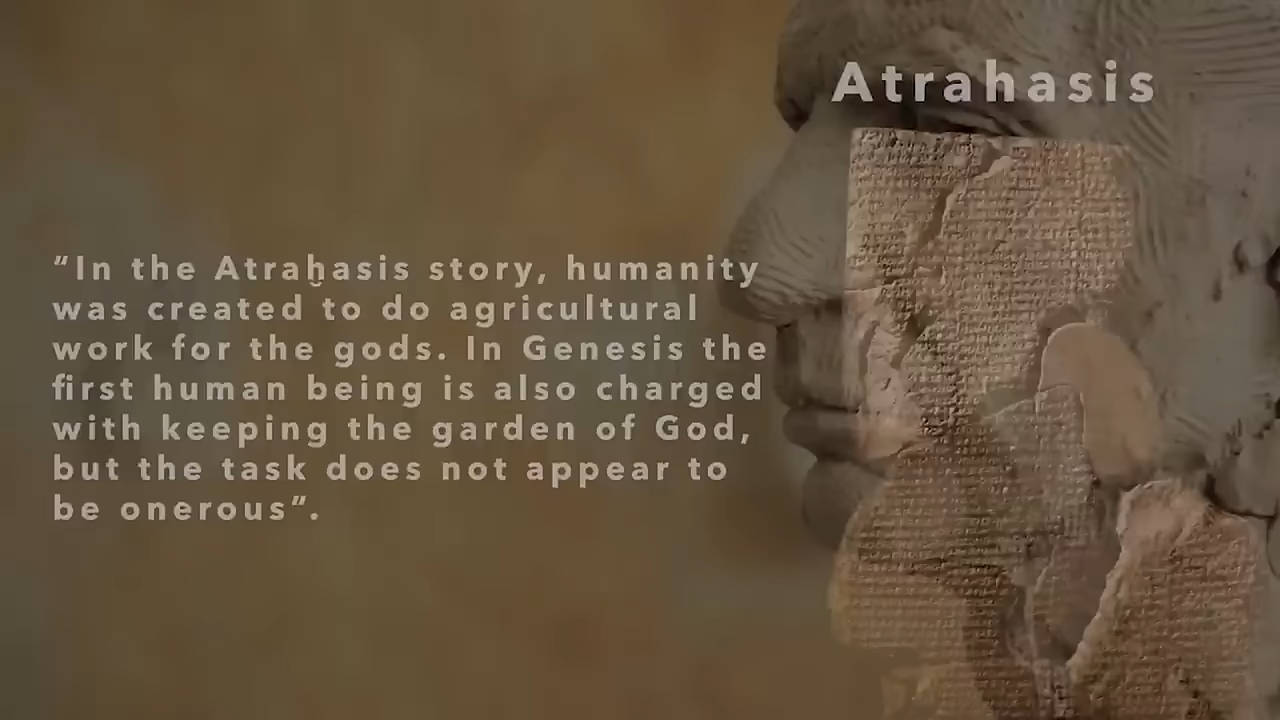 Atrahasis
“In the Atraḫasis story, humanity
was created to do agricultural
work for the gods. In Genesis the
first human being is also charged
with keeping the garden of God,
but the task does not appear to
be onerous”.